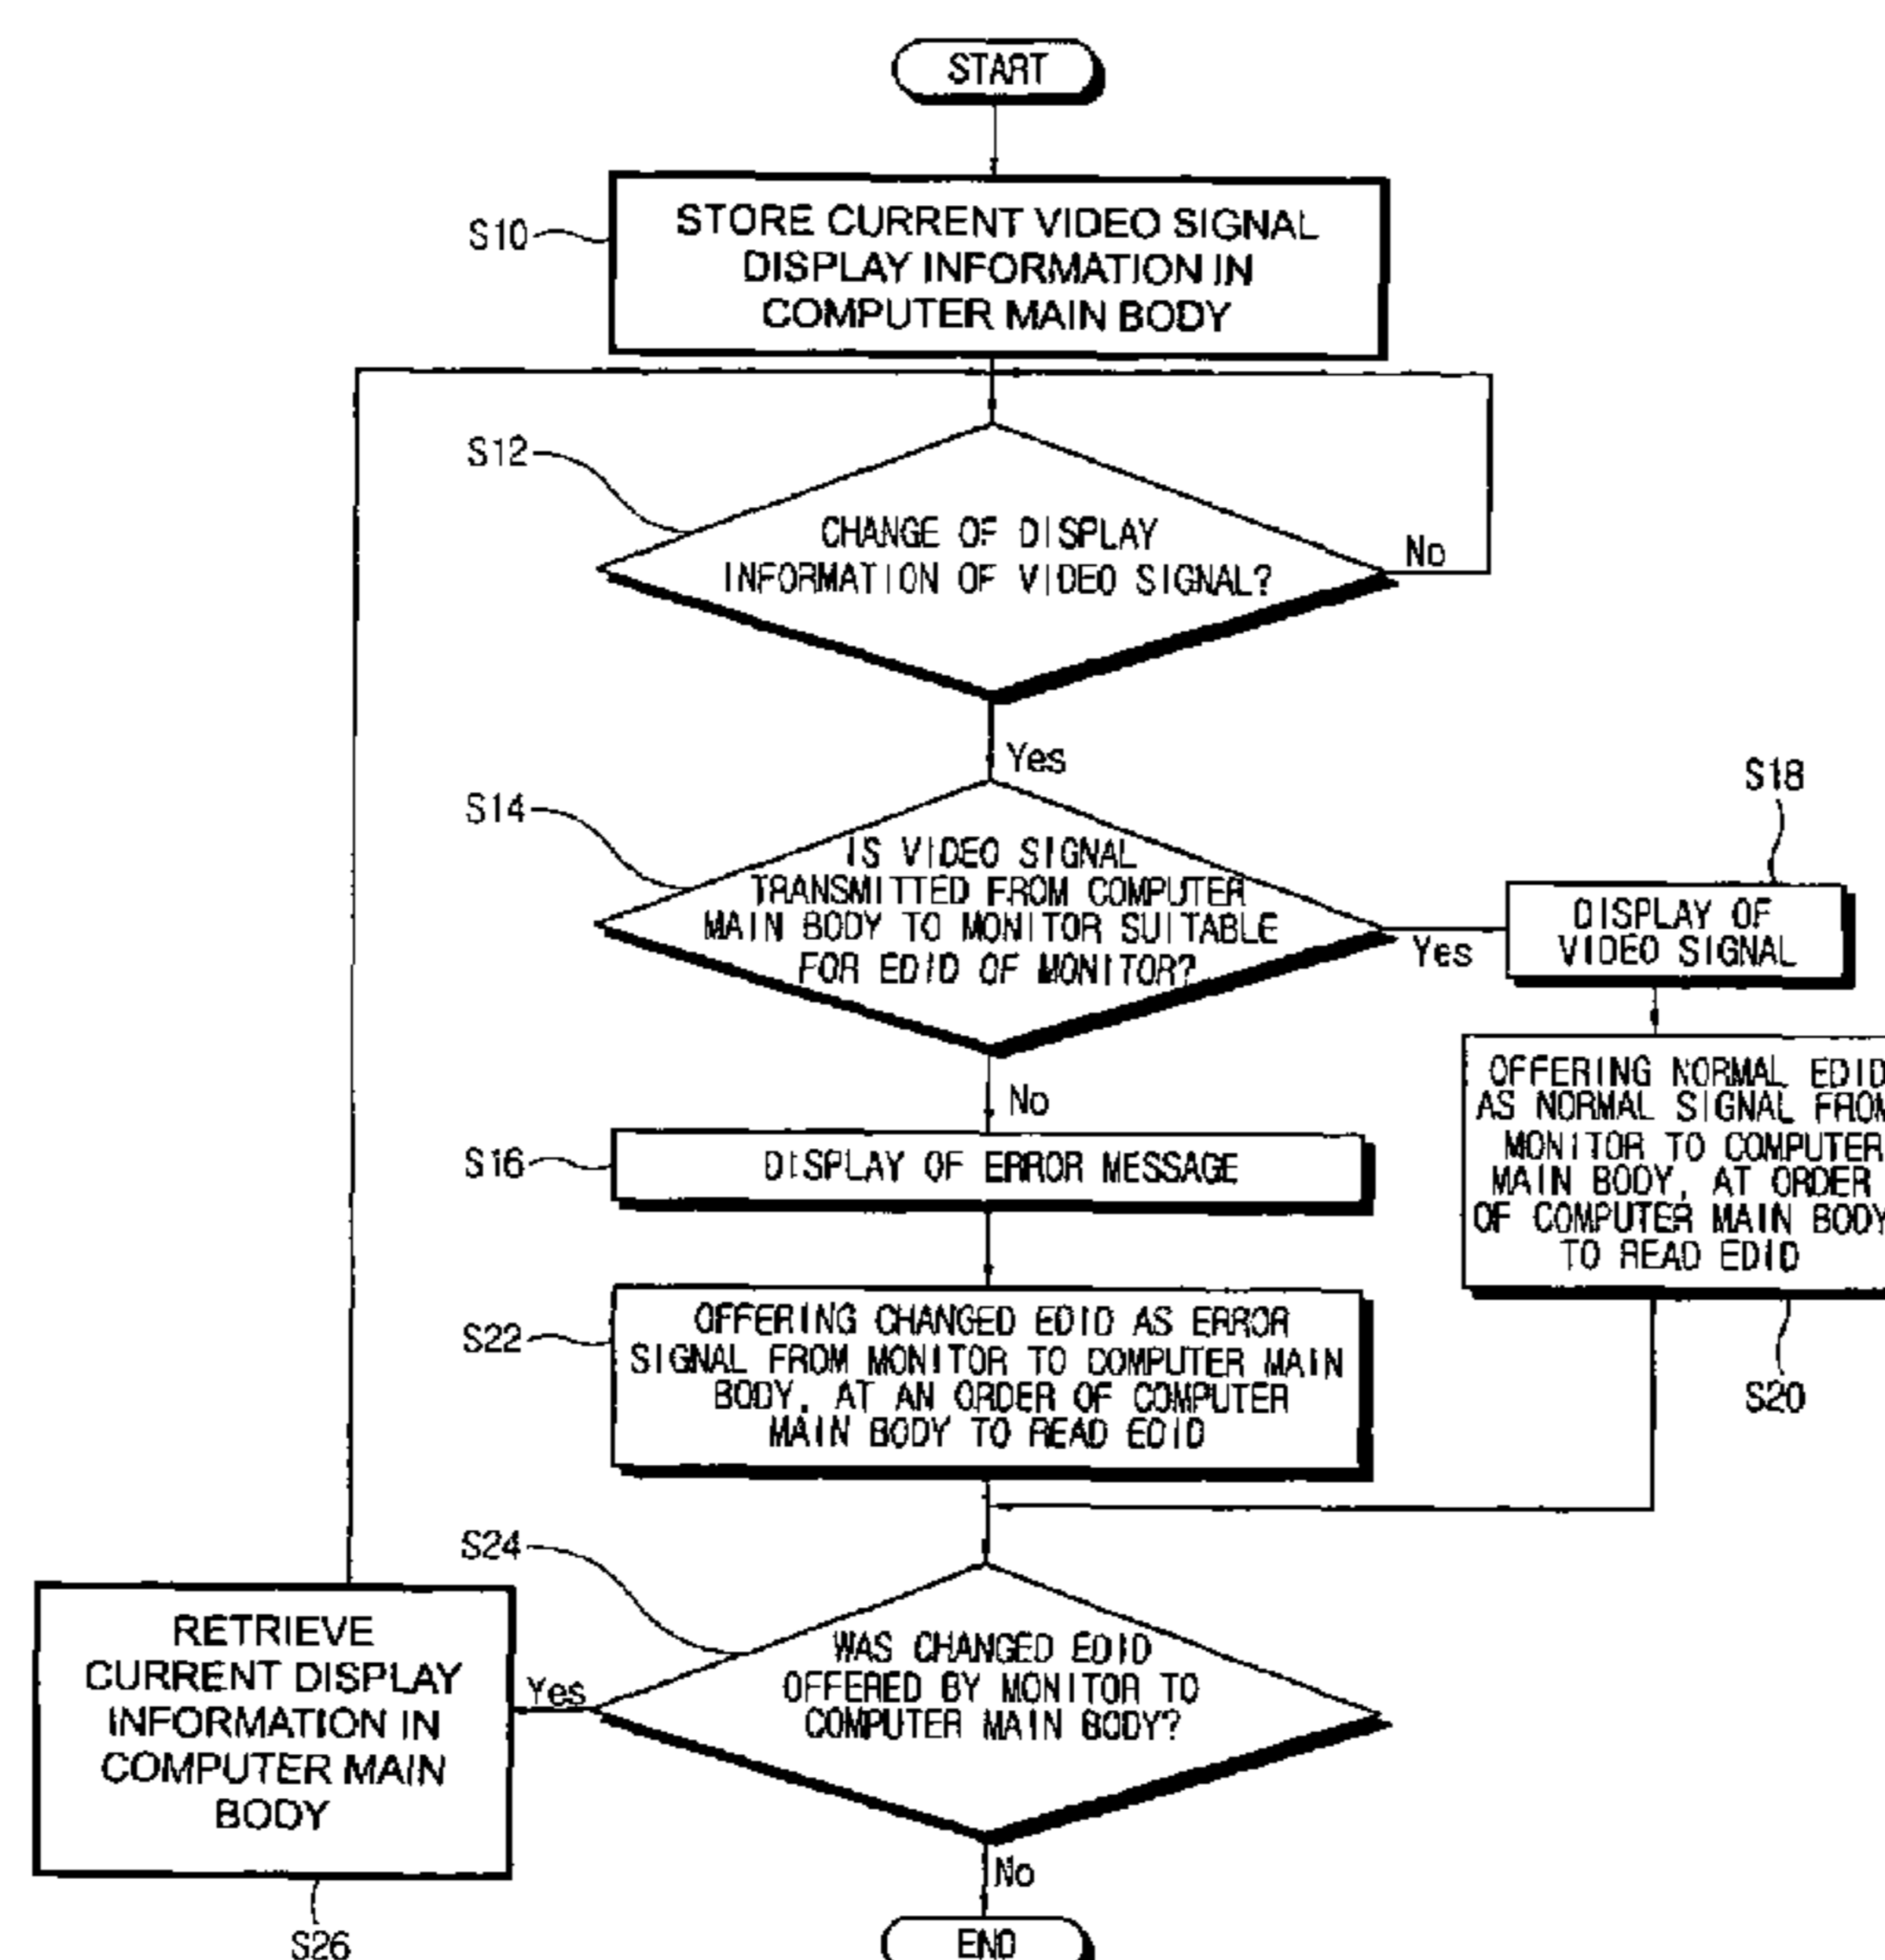 START
S10
STORE CURRENT VIDEO SIGNAL
DISPLAY INFORMATION IN
COMPUTER MAIN BODY
S12
CHANGE OF DISPLAY
INFORMATION OF VIDEO SIGNAL?
No
Yes
S14
IS VIDEO SIGNAL
TRANSMITTED FROM COMPUTER
MAIN BODY TO MONITOR SUITABLE
FOR EDID OF MONITOR?
Yes
S18
DISPLAY OF
VIDEO SIGNAL
OFFERING NORMAL EDID
AS NORMAL SIGNAL FROM
MONITOR TO COMPUTER
MAIN BODY, AT ORDER
OF COMPUTER MAIN BODY
TO READ EDID
S20
No
S16
DISPLAY OF ERROR MESSAGE
S22
OFFERING CHANGED EDID AS ERROR
SIGNAL FROM MONITOR TO COMPUTER MAIN
BODY, AT AN ORDER OF COMPUTER
MAIN BODY TO READ EDID
S24
WAS CHANGED EDID
OFFERED BY MONITOR TO
COMPUTER MAIN BODY?
Yes
RETRIEVE
CURRENT DISPLAY
INFORMATION IN
COMPUTER MAIN
BODY
S26
No
END